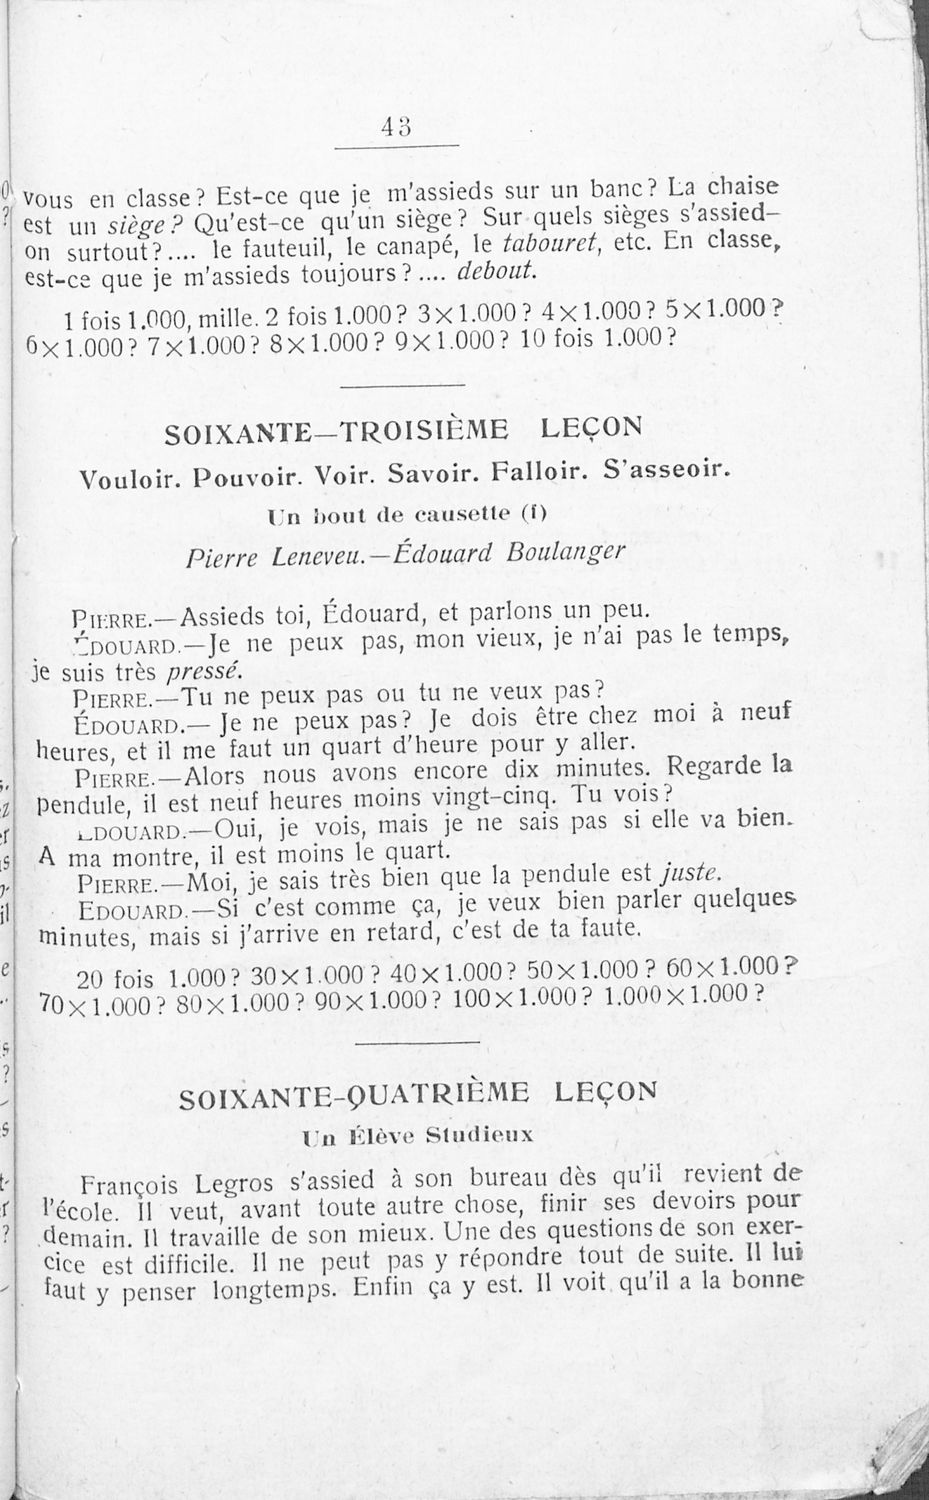 43
vous en classe? Est-ce que je m'assieds sur un banc? La chaise
est un siège? Qu'est-ce qu'un siège? Sur quels sièges s'assied-
on surtout?.... le fauteuil, le canapé, le tabouret, etc. En classe,
est-ce que je m'assieds toujours?.... debout.
1 fois 1.000, mille. 2 fois 1.000? 3×1.000? 4×1.000? 5×1.000?
6×1.000? 7×1.000? 8×1.000? 9×1.000? 10 fois 1.000?
SOIXANTE—TROISIÈME LEÇON
Vouloir. Pouvoir. Voir. Savoir. Falloir. S'asseoir.
Un bout de causette (f)
Pierre Leneveu.—Édouard Boulanger
PIERRE.—Assieds toi, Édouard, et parlons un peu.
ÉDOUARD.—Je ne peux pas, mon vieux, je n'ai pas le temps,
je suis très pressé.
PIERRE.—Tu ne peux pas ou tu ne veux pas?
ÉDOUARD.—Je ne peux pas? Je dois être chez moi à neuf
heures, et il me faut un quart d'heure pour y aller.
PIERRE.—Alors nous avons encore dix minutes. Regarde la
pendule, il est neuf heures moins vingt-cinq. Tu vois?
EDOUARD.—Oui, je vois, mais je ne sais pas si elle va bien.
A ma montre, il est moins le quart.
PIERRE.—Moi, je sais très bien que la pendule est juste.
EDOUARD.—Si c'est comme ça, je veux bien parler quelques
minutes, mais si j'arrive en retard, c'est de ta faute.
20 fois 1.000? 30×1.000? 40×1.000? 50×1.000? 60×1.000?
70×1.000? 80×1.000? 90×1.000? 100×1.000? 1.000×1.000?
SOIXANTE-QUATRIÈME LEÇON
Un Élève Studieux
François Legros s'assied à son bureau dès qu'il revient de
l'école. Il veut, avant toute autre chose, finir ses devoirs pour
demain. Il travaille de son mieux. Une des questions de son exer-
cice est difficile. Il ne peut pas y répondre tout de suite. Il lui
faut y penser longtemps. Enfin ça y est. Il voit qu'il a la bonne